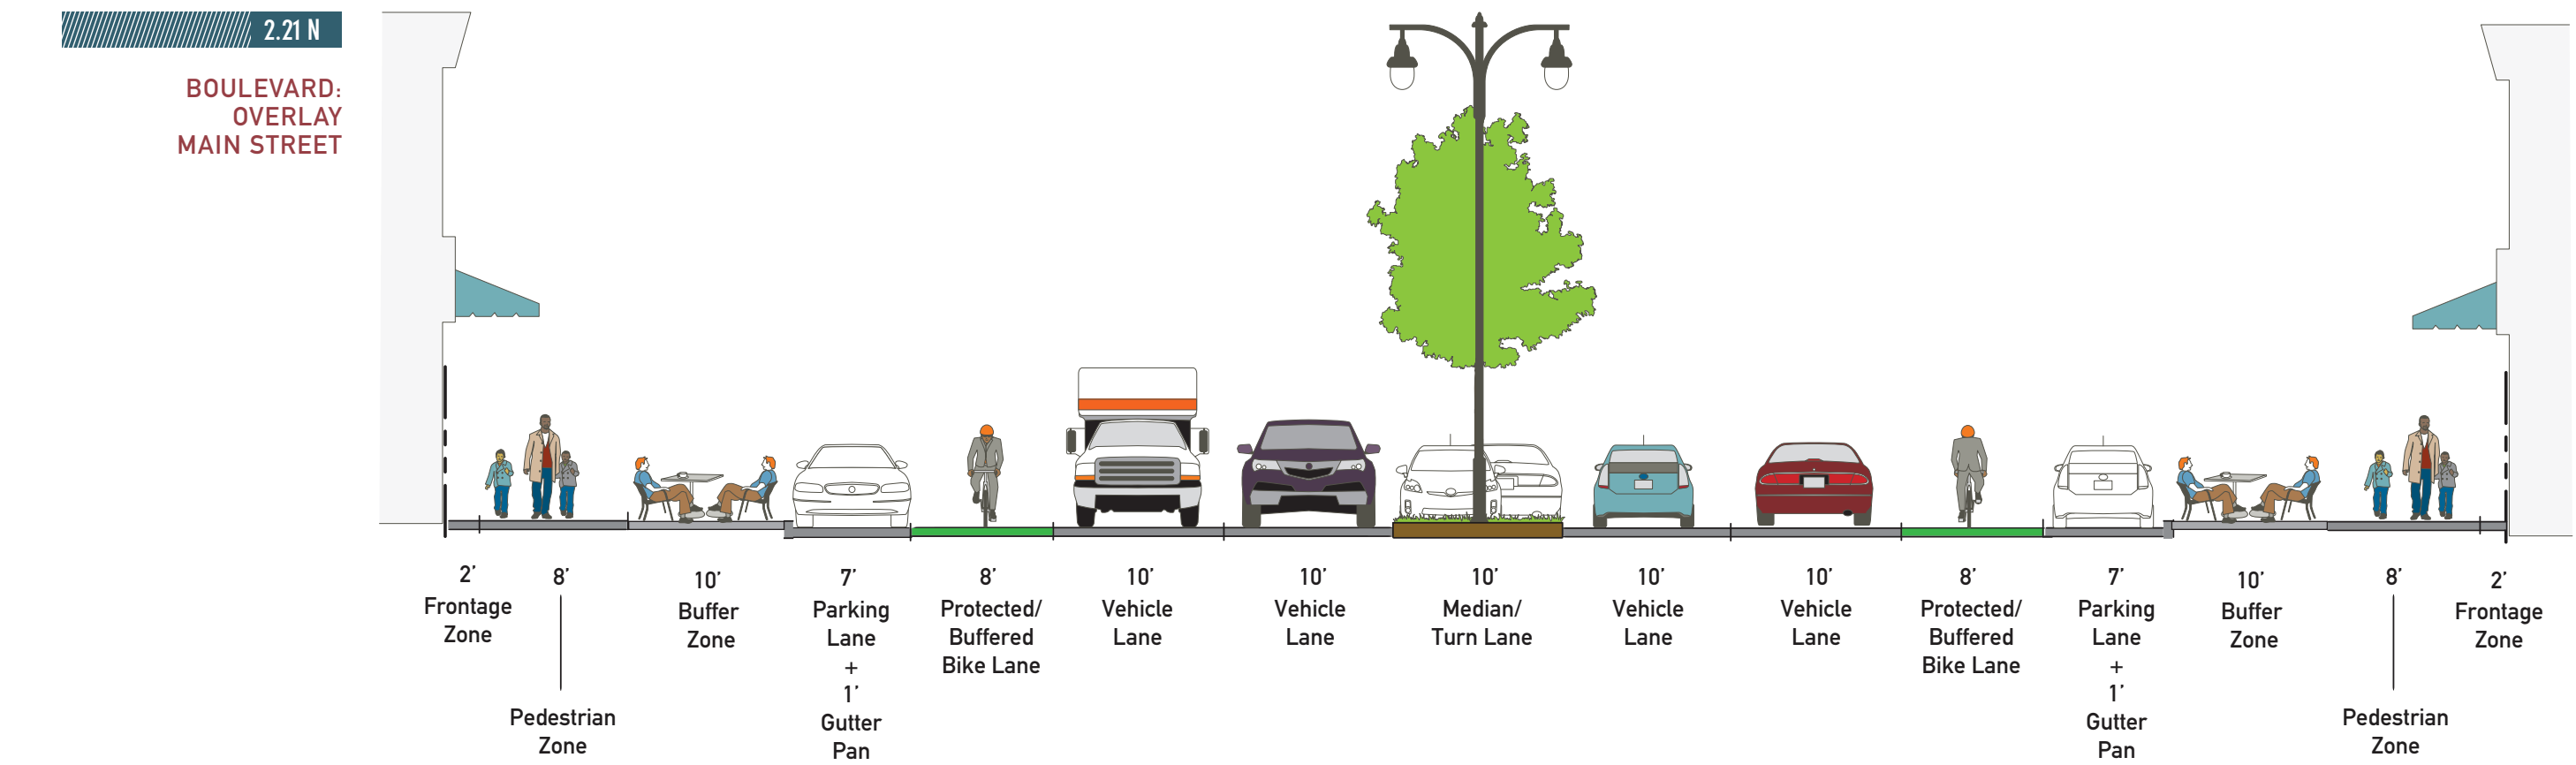 2.21 N
BOULEVARD:
OVERLAY
MAIN STREET
2’
Frontage
Zone
8’
Pedestrian
Zone
10’
Buffer
Zone
7’
Parking
Lane
+
1’
Gutter
Pan
8’
Protected/
Buffered
Bike Lane
10’
Vehicle
Lane
10’
Vehicle
Lane
10’
Median/
Turn Lane
10’
Vehicle
Lane
10’
Vehicle
Lane
8’
Protected/
Buffered
Bike Lane
7’
Parking
Lane
+
1’
Gutter
Pan
10’
Buffer
Zone
8’
Pedestrian
Zone
2’
Frontage
Zone